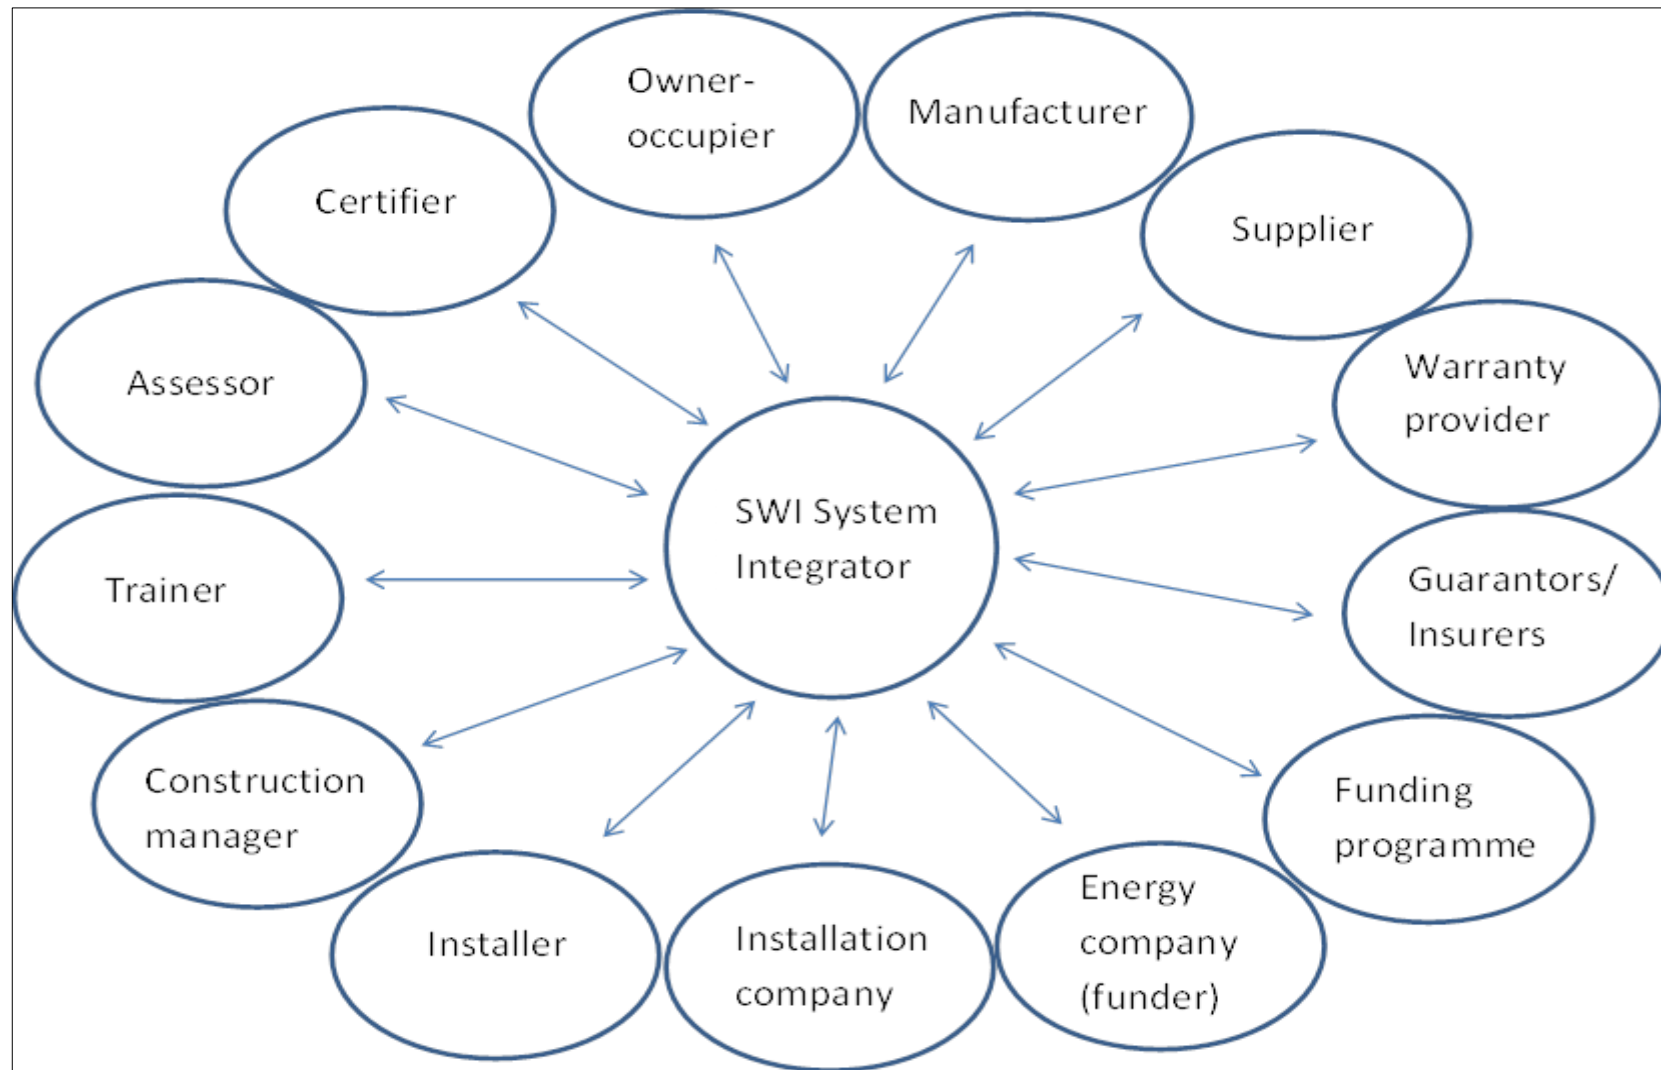 Owner-
occupier
Manufacturer
Supplier
Warranty
provider
Guarantors/
Insurers
Funding
programme
Energy
company
(funder)
Installation
company
Installer
Construction
manager
Trainer
Assessor
Certifier
SWI System
Integrator